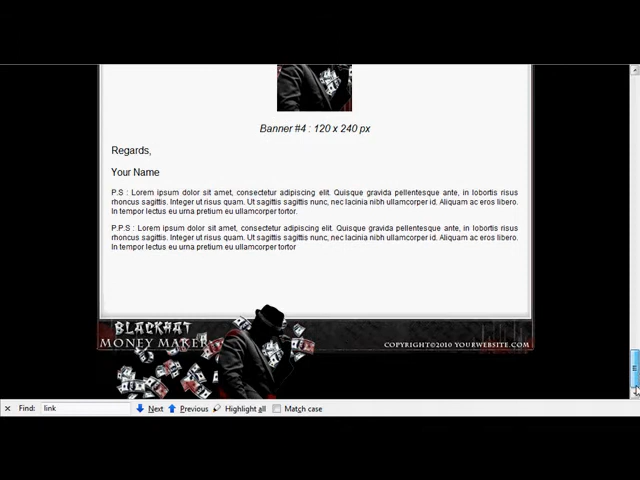 Banner #4 : 120 x 240 px
Regards,
Your Name
P.S : Lorem ipsum dolor sit amet, consectetur adipiscing elit. Quisque gravida pellentesque ante, in lobortis risus
rhoncus sagittis. Integer ut risus quam. Ut sagittis sagittis nunc, nec lacinia nibh ullamcorper id. Aliquam ac eros libero.
In tempor lectus eu urna pretium eu ullamcorper tortor.
P.P.S : Lorem ipsum dolor sit amet, consectetur adipiscing elit. Quisque gravida pellentesque ante, in lobortis risus
rhoncus sagittis. Integer ut risus quam. Ut sagittis sagittis nunc, nec lacinia nibh ullamcorper id. Aliquam ac eros libero.
In tempor lectus eu urna pretium eu ullamcorper tortor
BLACKHAT
MONEY MAKER
COPYRIGHT©2010 YOURWEBSITE.COM
Find: link Next Previous Highlight all Match case